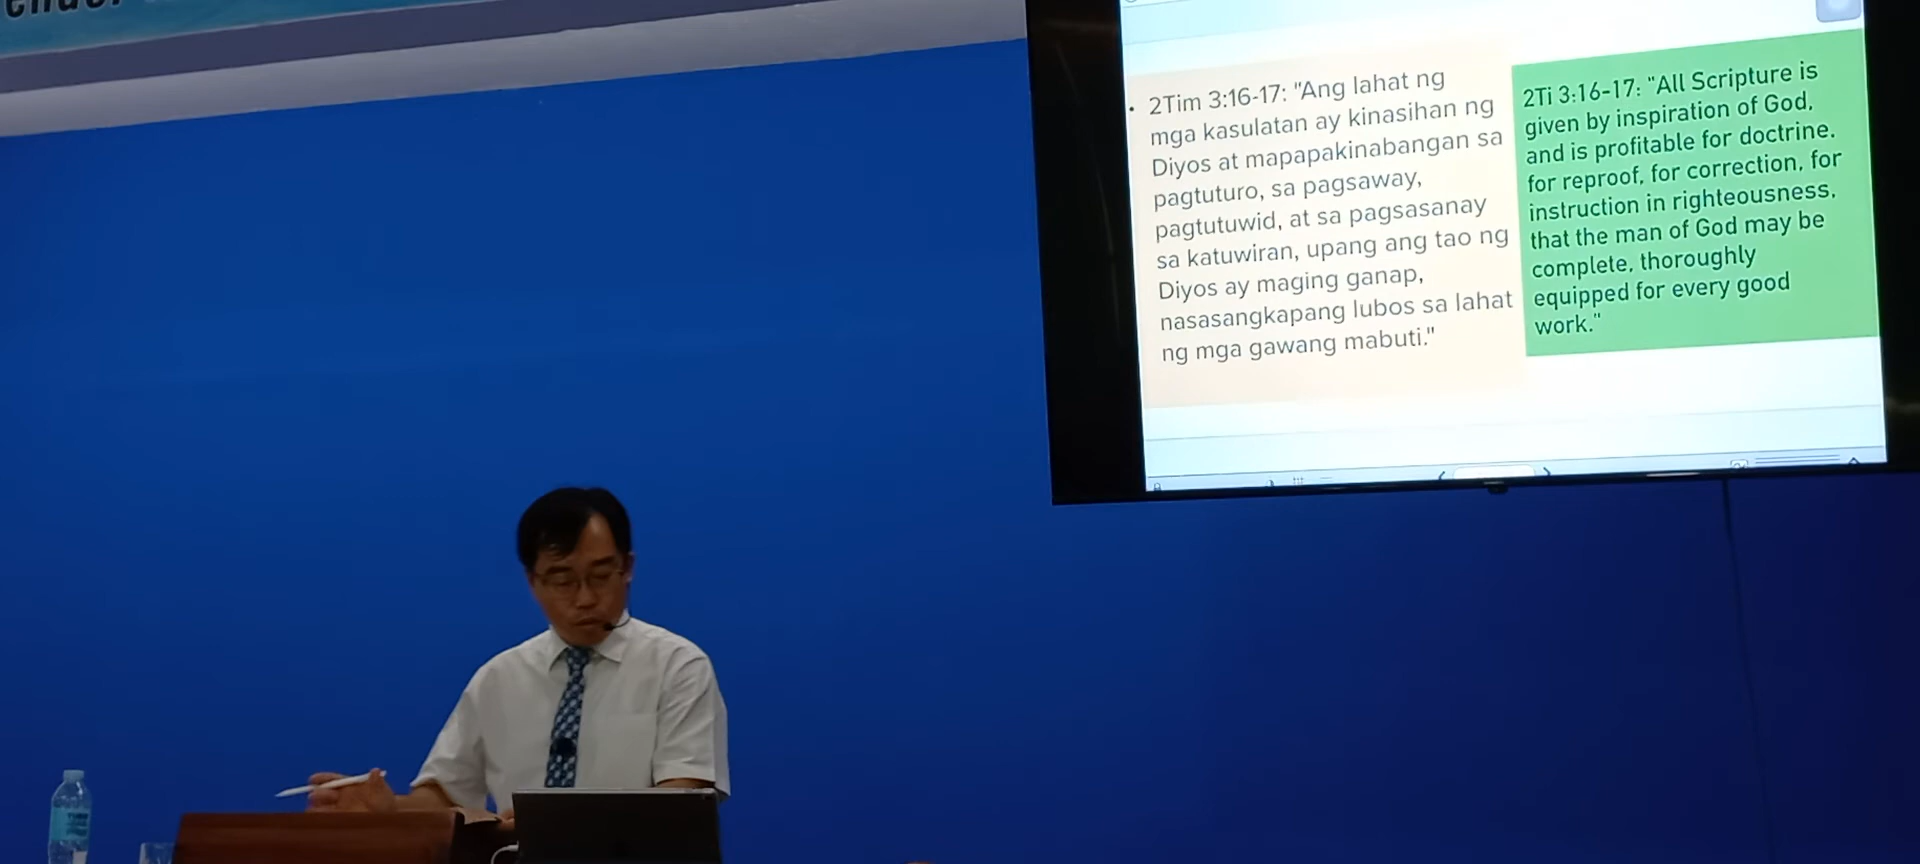 2Tim 3:16-17: "Ang lahat ng
mga kasulatan ay kinasihan ng
Diyos at mapapakinabangan sa
pagtuturo, sa pagsaway,
pagtutuwid, at sa pagsasanay
sa katuwiran, upang ang tao ng
Diyos ay maging ganap,
nasasangkapang lubos sa lahat
ng mga gawang mabuti."
2Ti 3:16-17: "All Scripture is
given by inspiration of God,
and is profitable for doctrine,
for reproof, for correction, for
instruction in righteousness,
that the man of God may be
complete, thoroughly
equipped for every good
work."